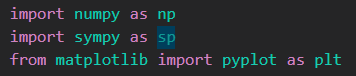 import numpy as np
import sympy as sp
from matplotlib import pyplot as plt